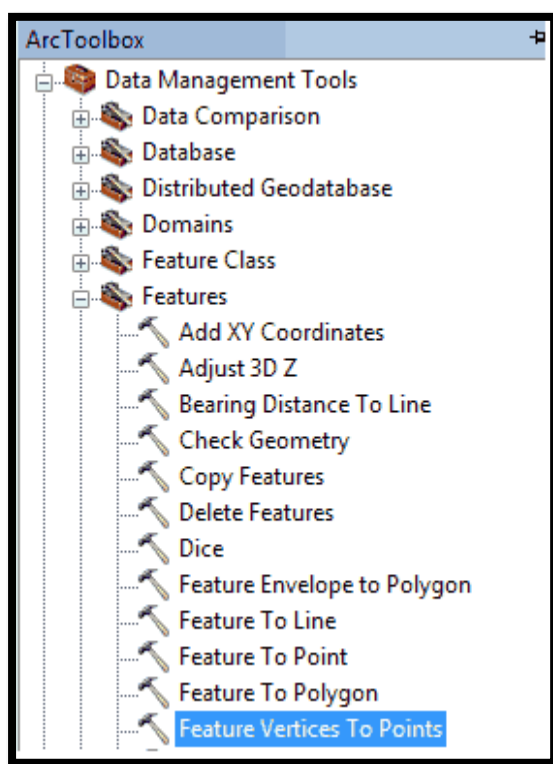 ArcToolbox
Data Management Tools
Data Comparison
Database
Distributed Geodatabase
Domains
Feature Class
Features
Add XY Coordinates
Adjust 3D Z
Bearing Distance To Line
Check Geometry
Copy Features
Delete Features
Dice
Feature Envelope to Polygon
Feature To Line
Feature To Point
Feature To Polygon
Feature Vertices To Points